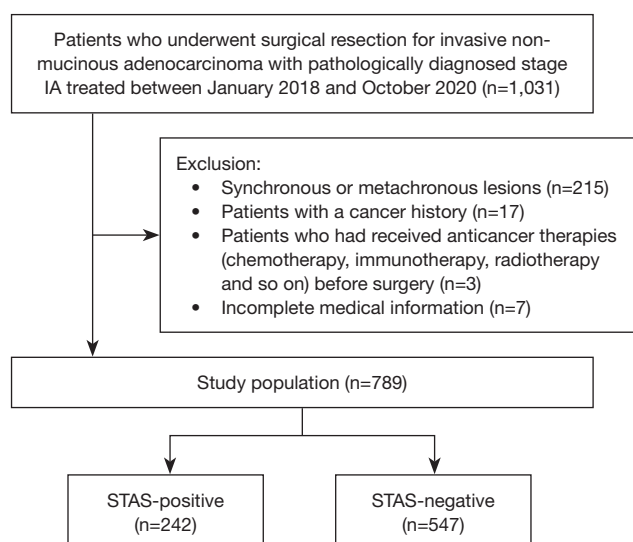 Patients who underwent surgical resection for invasive non-
mucinous adenocarcinoma with pathologically diagnosed stage
IA treated between January 2018 and October 2020 (n=1,031)
Exclusion:
• Synchronous or metachronous lesions (n=215)
• Patients with a cancer history (n=17)
• Patients who had received anticancer therapies
(chemotherapy, immunotherapy, radiotherapy
and so on) before surgery (n=3)
• Incomplete medical information (n=7)
Study population (n=789)
STAS-positive
(n=242)
STAS-negative
(n=547)